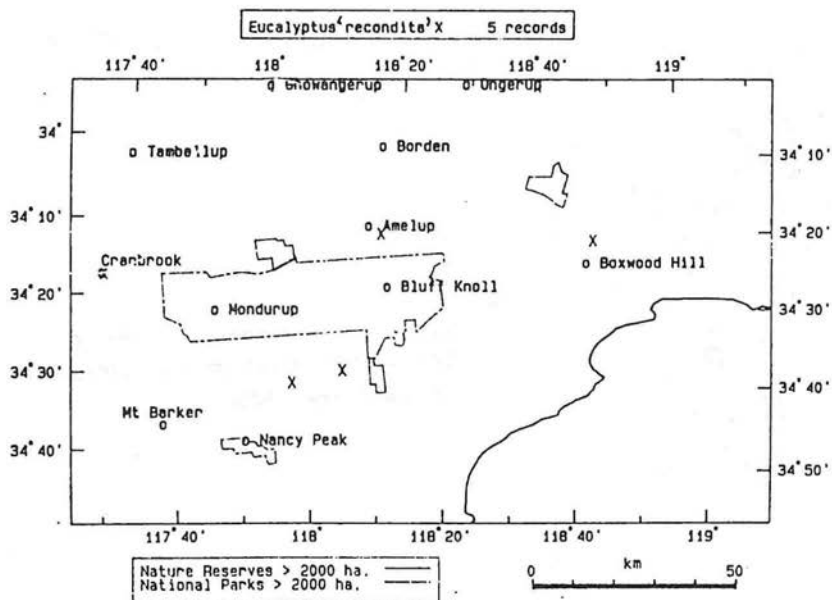 Eucalyptus 'recondita' X 5 records
117°40' 118° 118°20' 118°40' 119°
Gnowangerup Ongerup
34°
Tambellup Borden
34°10'
34°10'
Amelup
X
34°20'
X
Cranbrook
Boxwood Hill
34°20'
Bluff Knoll
34°30'
Mondurup
34°30'
X X
34°40'
Mt Barker
34°40'
Nancy Peak
34°50'
117°40' 118° 118°20' 118°40' 119°
Nature Reserves > 2000 ha.
National Parks > 2000 ha.
km
0 50